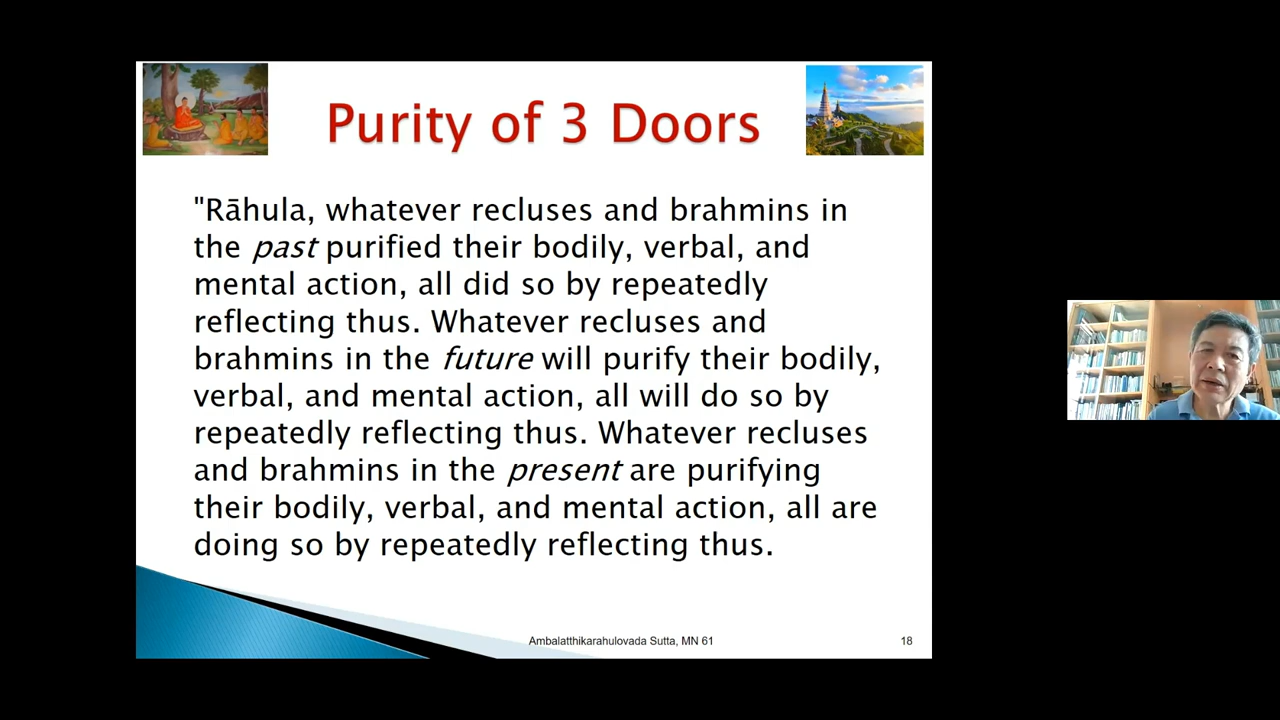 Purity of 3 Doors
"Rāhula, whatever recluses and brahmins in
the past purified their bodily, verbal, and
mental action, all did so by repeatedly
reflecting thus. Whatever recluses and
brahmins in the future will purify their bodily,
verbal, and mental action, all will do so by
repeatedly reflecting thus. Whatever recluses
and brahmins in the present are purifying
their bodily, verbal, and mental action, all are
doing so by repeatedly reflecting thus.
Ambalatthikarahulovada Sutta, MN 61
18